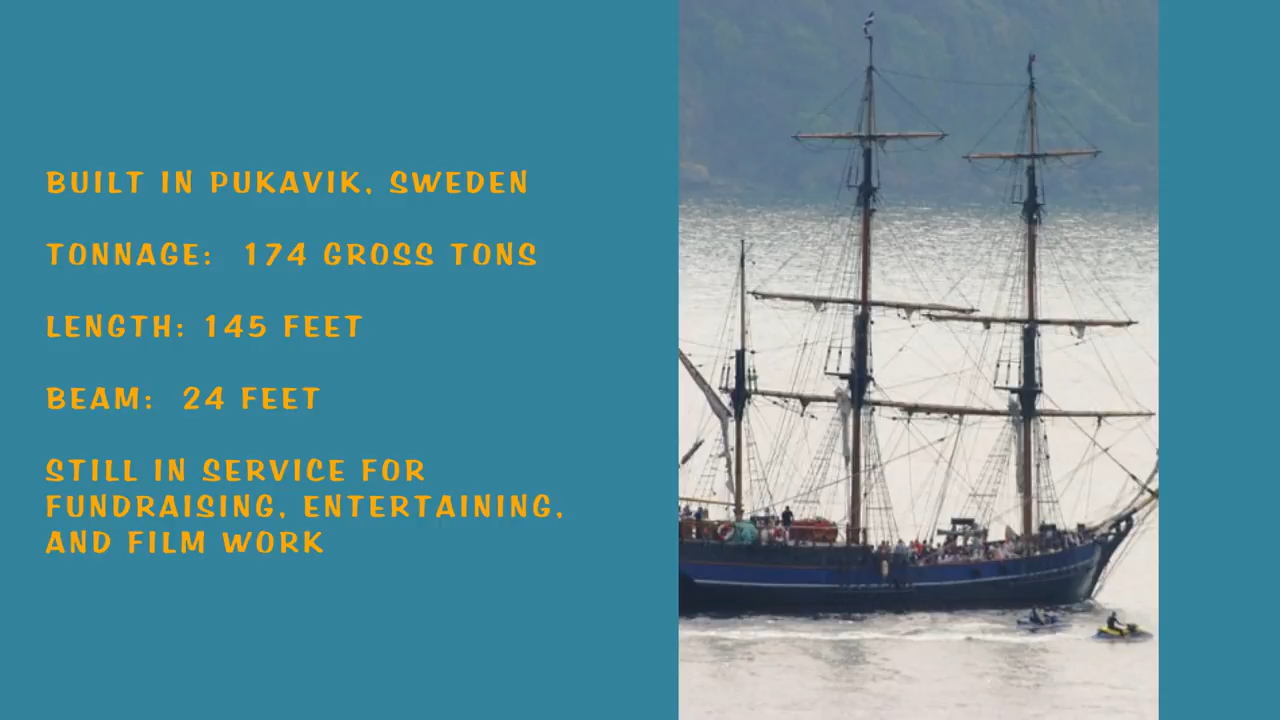 BUILT IN PUKAVIK, SWEDEN
TONNAGE: 174 GROSS TONS
LENGTH: 145 FEET
BEAM: 24 FEET
STILL IN SERVICE FOR
FUNDRAISING, ENTERTAINING,
AND FILM WORK